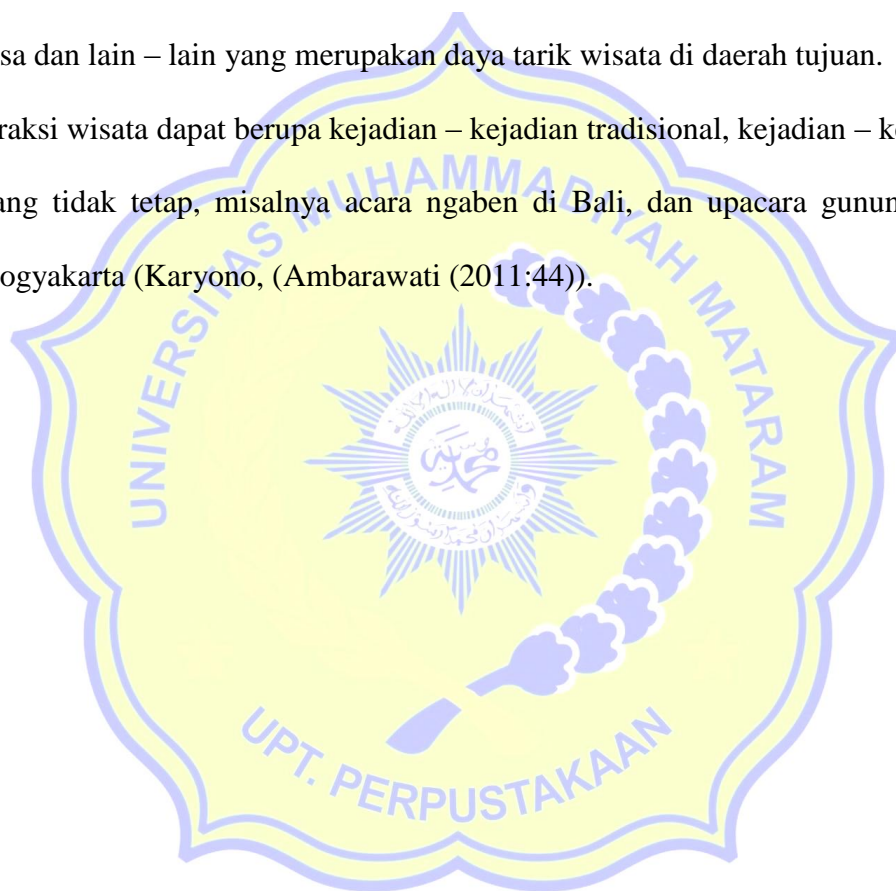 sa dan lain – lain yang merupakan daya tarik wisata di daerah tujuan.
raksi wisata dapat berupa kejadian – kejadian tradisional, kejadian – k
ang tidak tetap, misalnya acara ngaben di Bali, dan upacara gunun
ogyakarta (Karyono, (Ambarawati (2011:44)).
UNIVERSITAS MUHAMMADIYAH MATARAM
محمدية
UPT. PERPUSTAKAAN